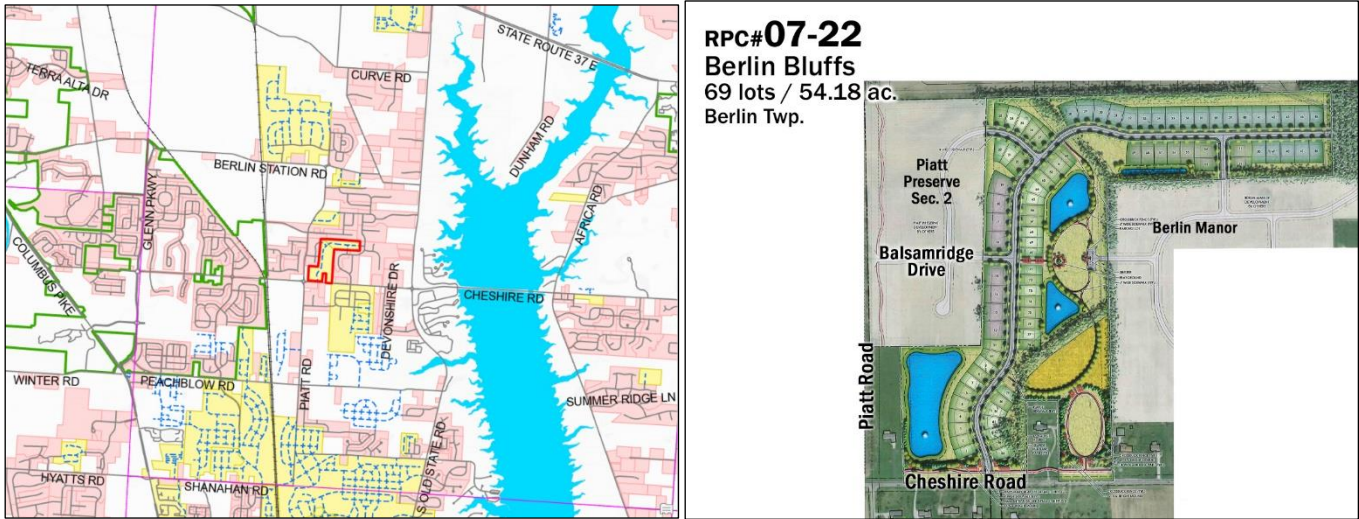 STATE ROUTE 37 E
TERRA ALTA DR
CURVE RD
DUNHAM RD
BERLIN STATION RD
GLENN PKWY
AFRICA RD
COLUMBUS PIKE
DEVONSHIRE DR
CHESHIRE RD
WINTER RD
PEACHBLOW RD
PIATT RD
SUMMER RIDGE LN
S OLD STATE RD
HYATTS RD
SHANAHAN RD
RPC#07-22
Berlin Bluffs
69 lots / 54.18 ac.
Berlin Twp.
Piatt
Preserve
Sec. 2
Berlin Manor
Balsamridge
Drive
Piatt Road
Cheshire Road